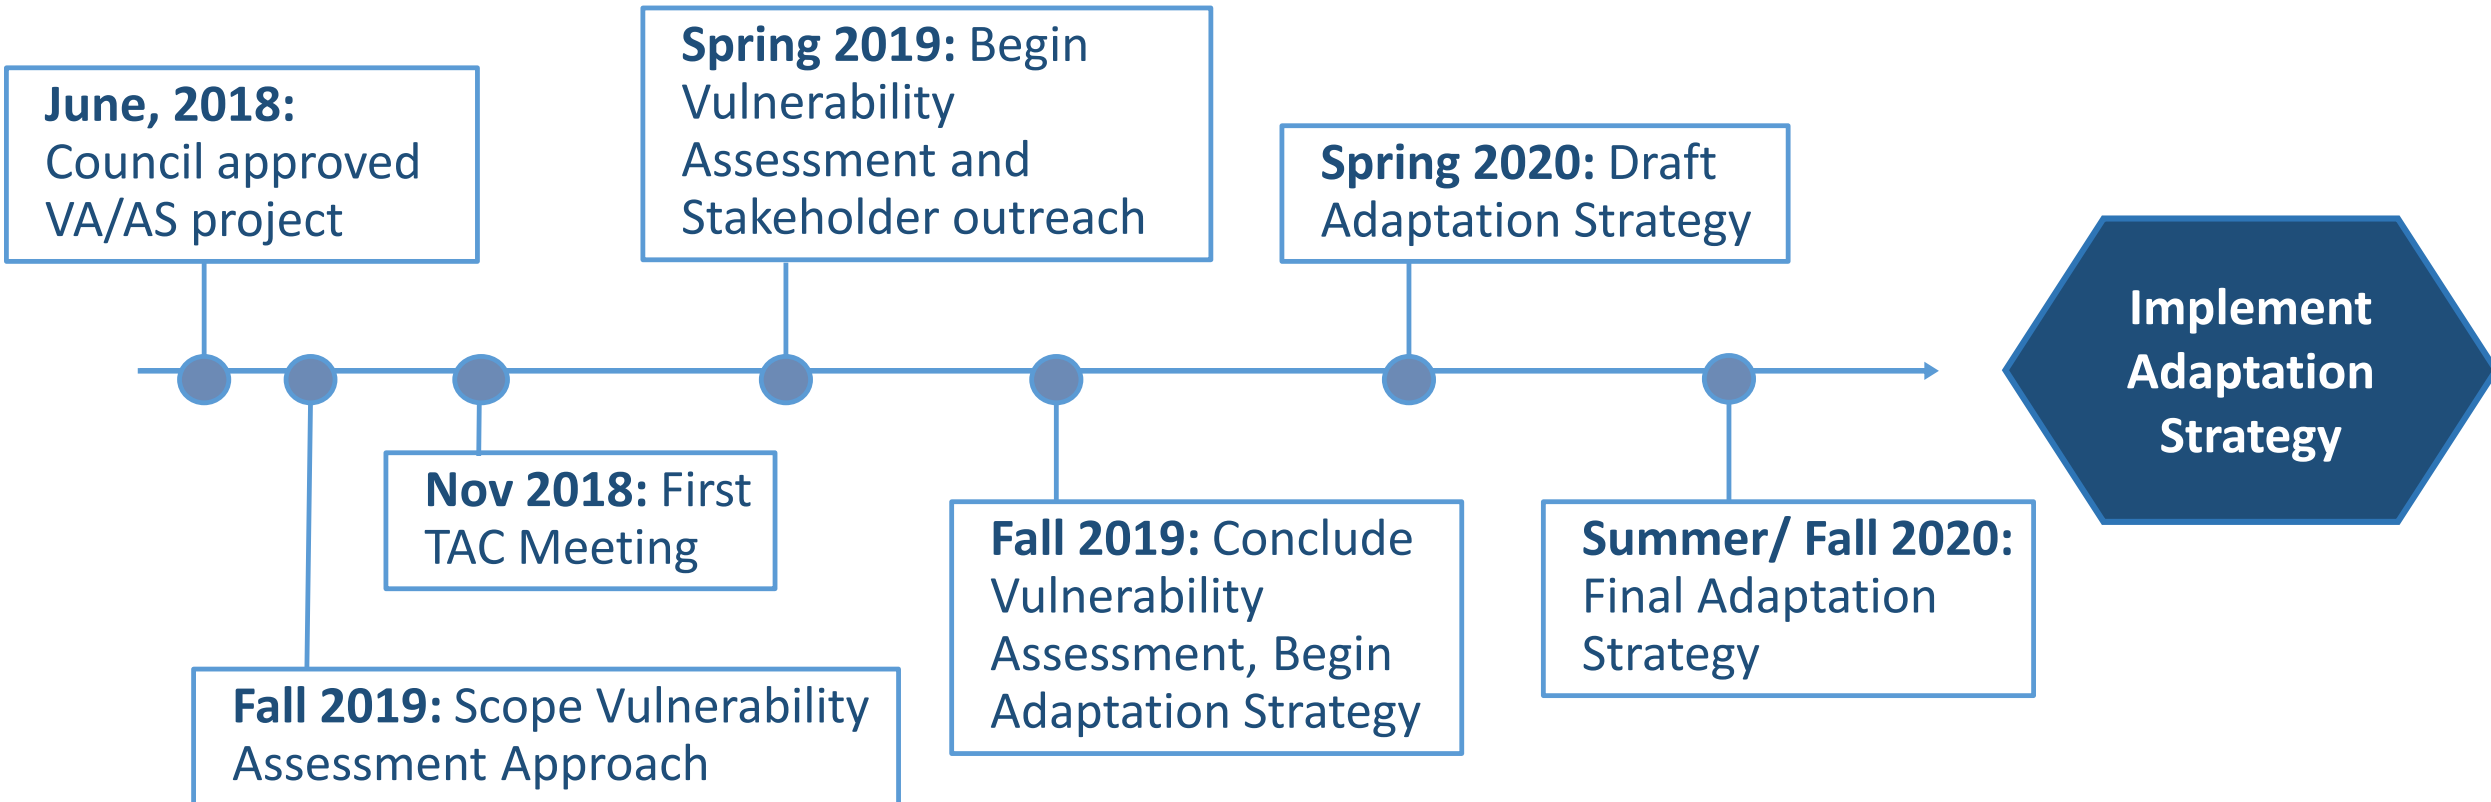 June, 2018:
Council approved
VA/AS project
Fall 2019: Scope Vulnerability
Assessment Approach
Nov 2018: First
TAC Meeting
Spring 2019: Begin
Vulnerability
Assessment and
Stakeholder outreach
Fall 2019: Conclude
Vulnerability
Assessment, Begin
Adaptation Strategy
Spring 2020: Draft
Adaptation Strategy
Summer/ Fall 2020:
Final Adaptation
Strategy
Implement
Adaptation
Strategy